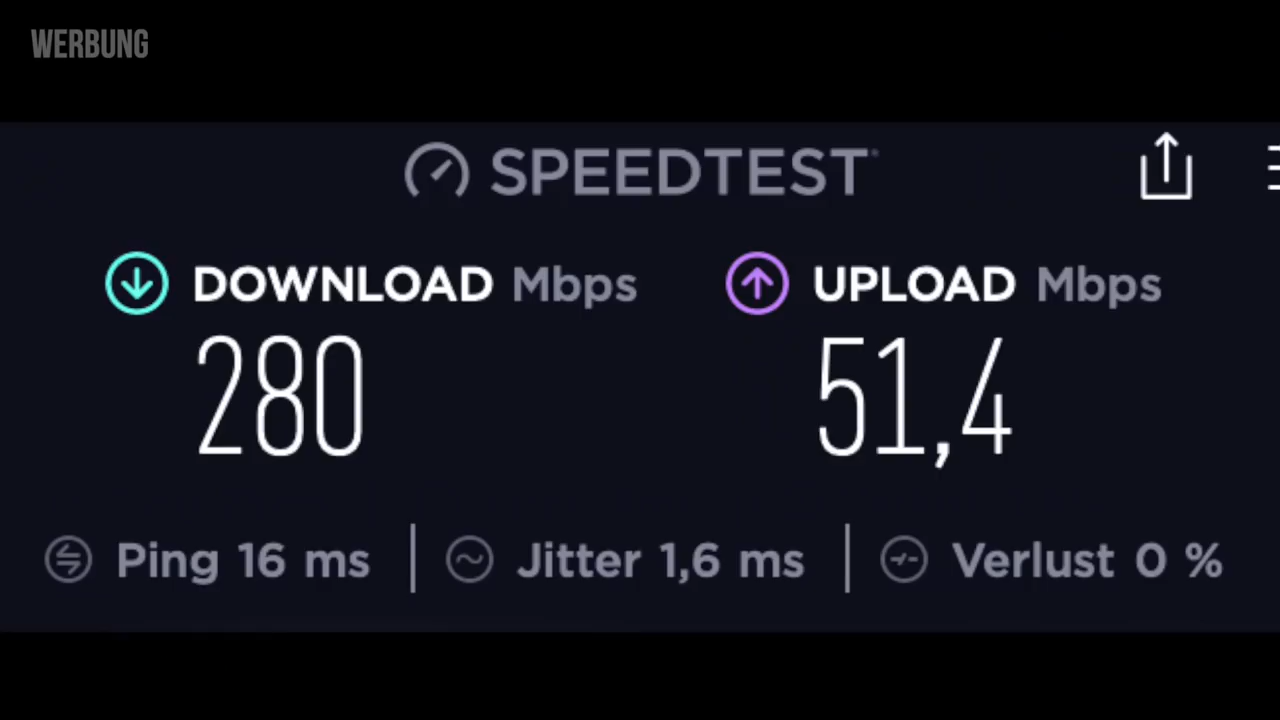 WERBUNG
SPEEDTEST
DOWNLOAD Mbps UPLOAD Mbps
280 51,4
Ping 16 ms Jitter 1,6 ms Verlust 0 %